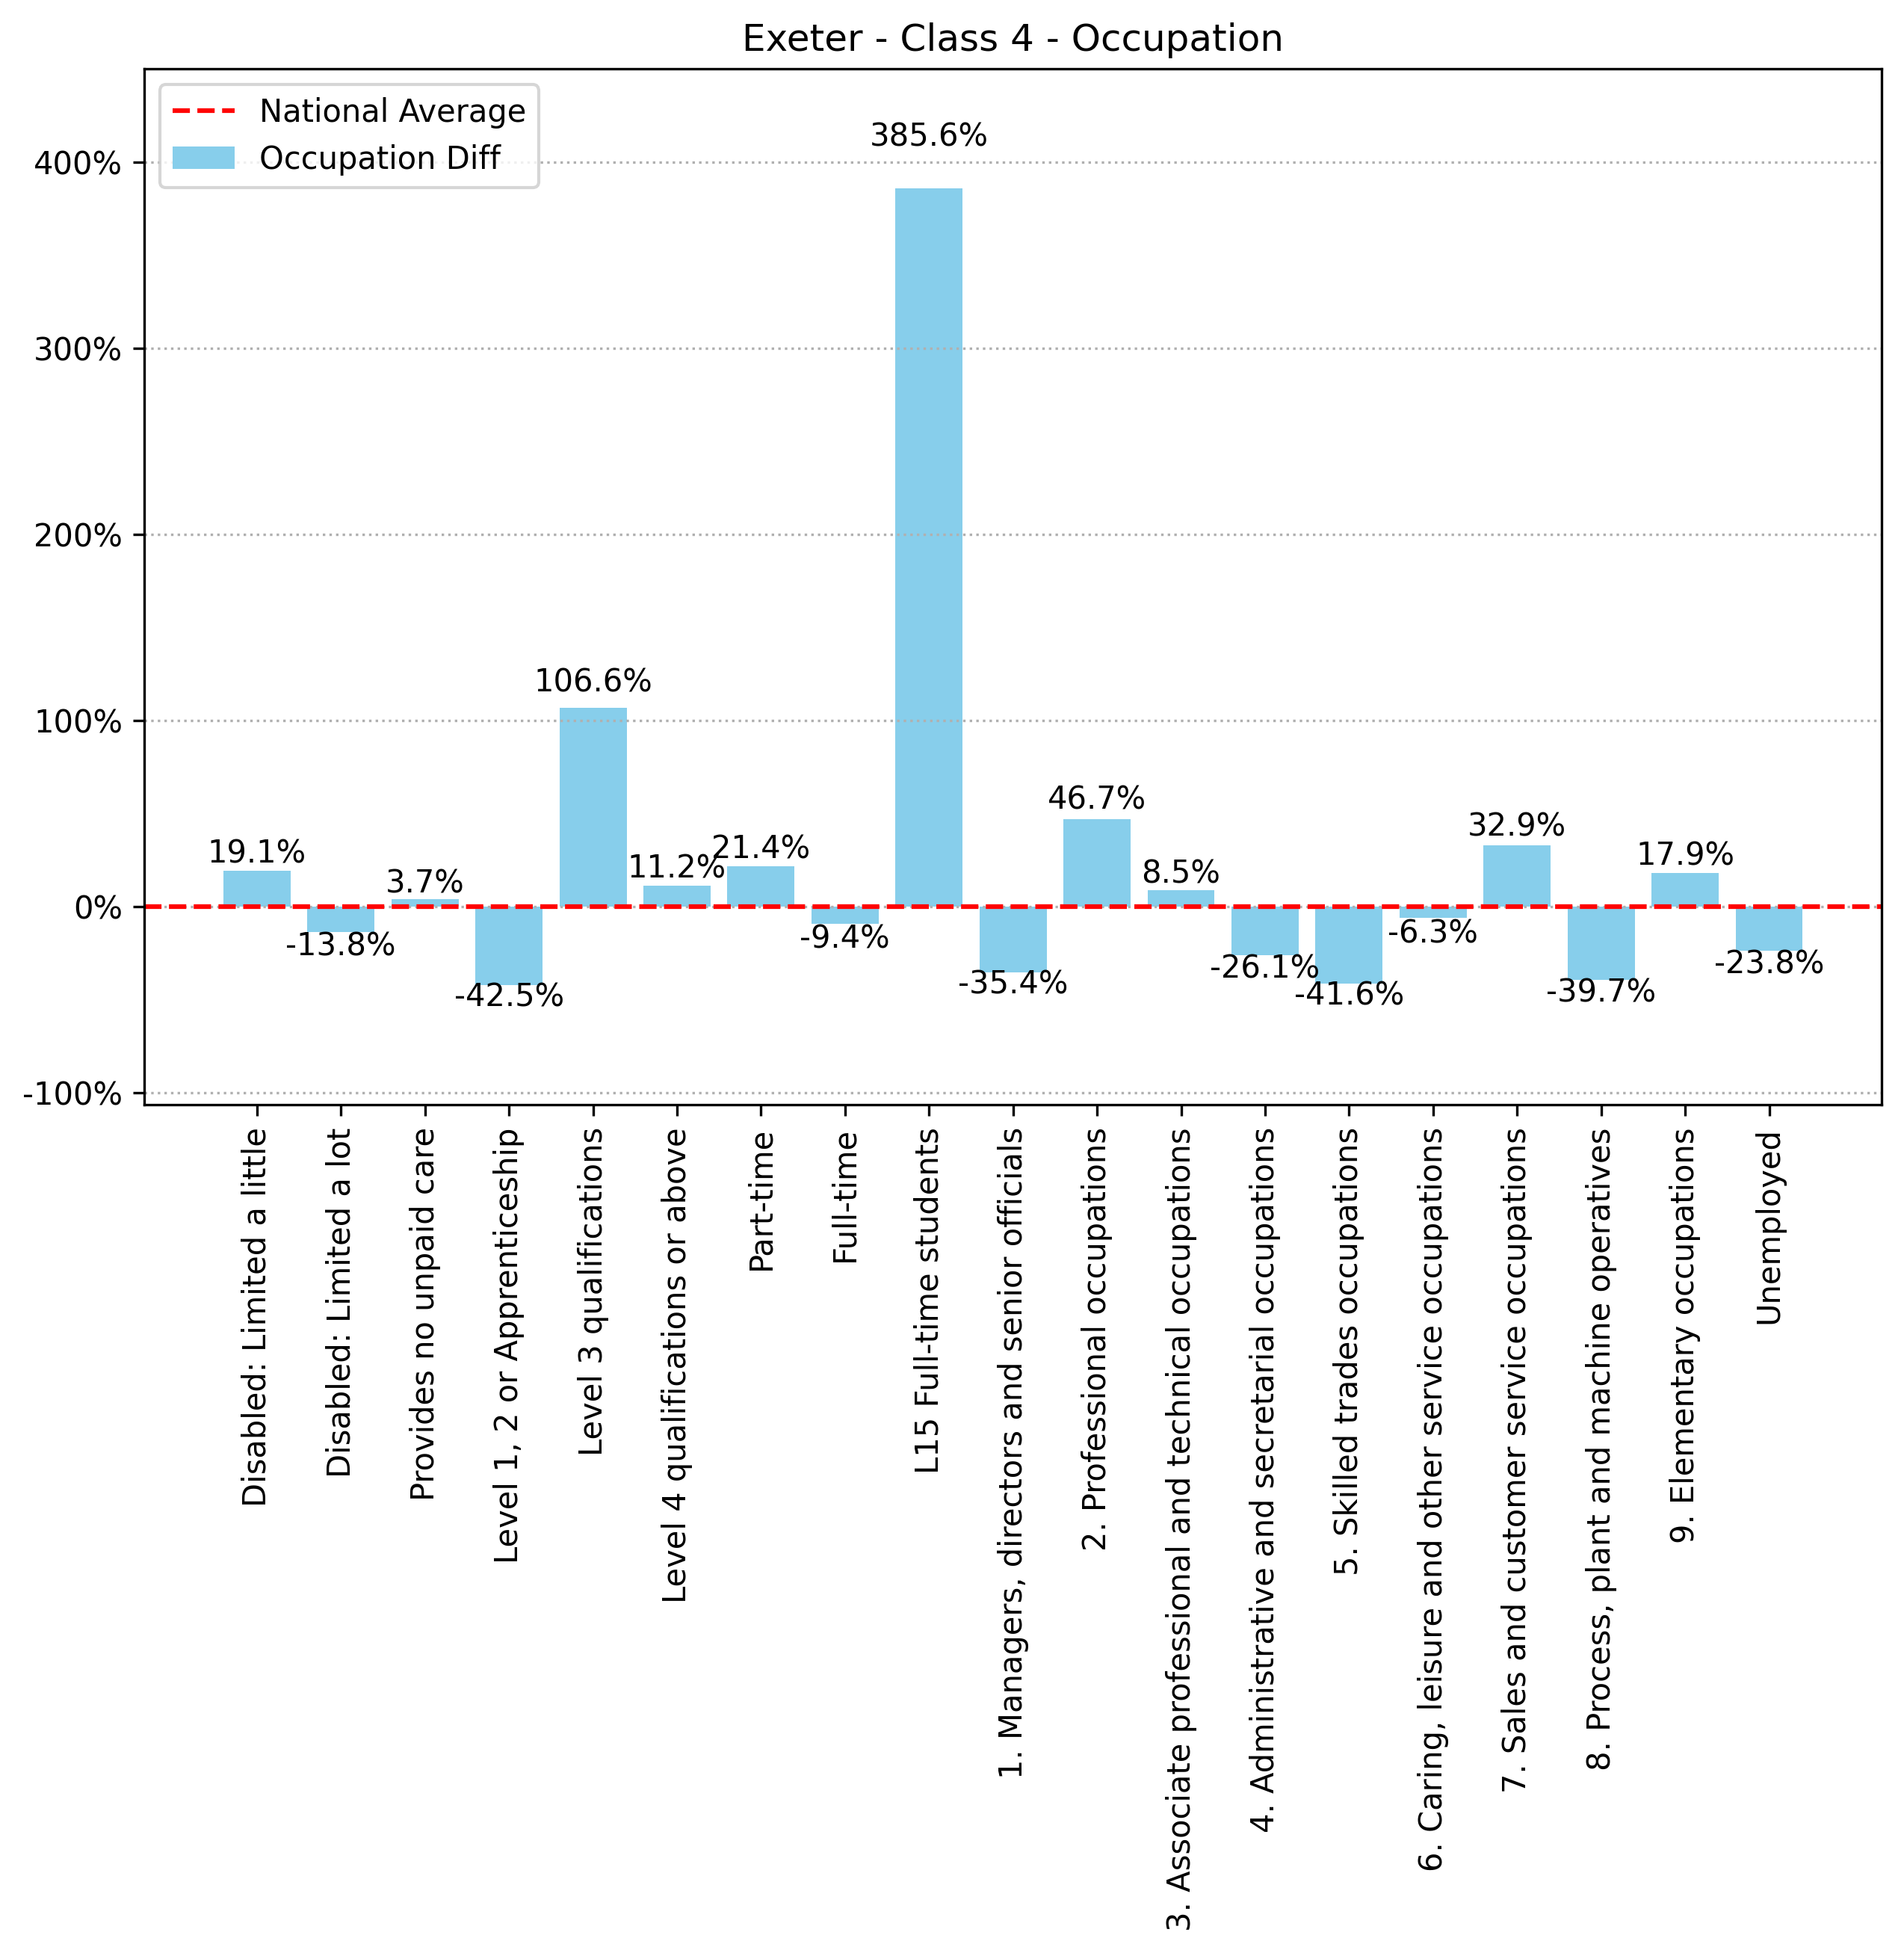 Exeter - Class 4 - Occupation
National Average
Occupation Diff
400%
300%
200%
100%
0%
-100%
19.1%
-13.8%
3.7%
-42.5%
106.6%
11.2%
21.4%
-9.4%
385.6%
-35.4%
46.7%
8.5%
-26.1%
-41.6%
-6.3%
32.9%
-39.7%
17.9%
-23.8%
Disabled: Limited a little
Disabled: Limited a lot
Provides no unpaid care
Level 1, 2 or Apprenticeship
Level 3 qualifications
Level 4 qualifications or above
Part-time
Full-time
L15 Full-time students
1. Managers, directors and senior officials
2. Professional occupations
3. Associate professional and technical occupations
4. Administrative and secretarial occupations
5. Skilled trades occupations
6. Caring, leisure and other service occupations
7. Sales and customer service occupations
8. Process, plant and machine operatives
9. Elementary occupations
Unemployed